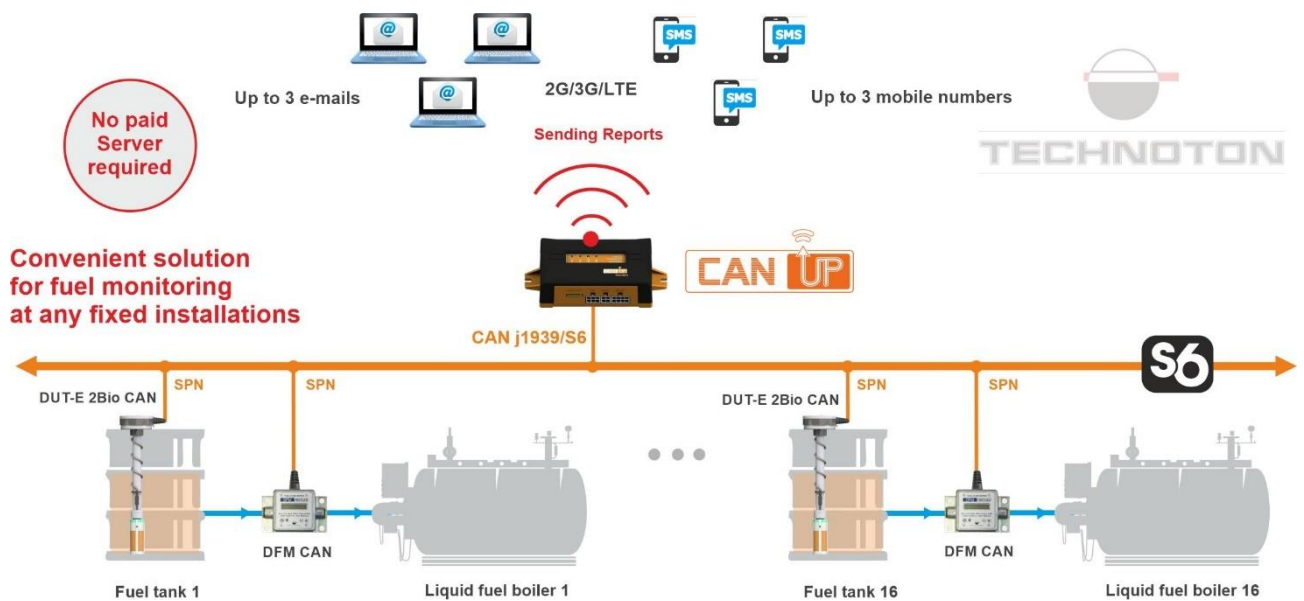 @
@
@
SMS
SMS
SMS
Up to 3 e-mails
2G/3G/LTE
Up to 3 mobile numbers
Sending Reports
No paid
Server
required
TECHNOTON
Convenient solution
for fuel monitoring
at any fixed installations
CAN UP
CAN j1939/S6
S6
SPN
SPN
SPN
SPN
DUT-E 2Bio CAN
DUT-E 2Bio CAN
DFM CAN
DFM CAN
Fuel tank 1
Liquid fuel boiler 1
Fuel tank 16
Liquid fuel boiler 16